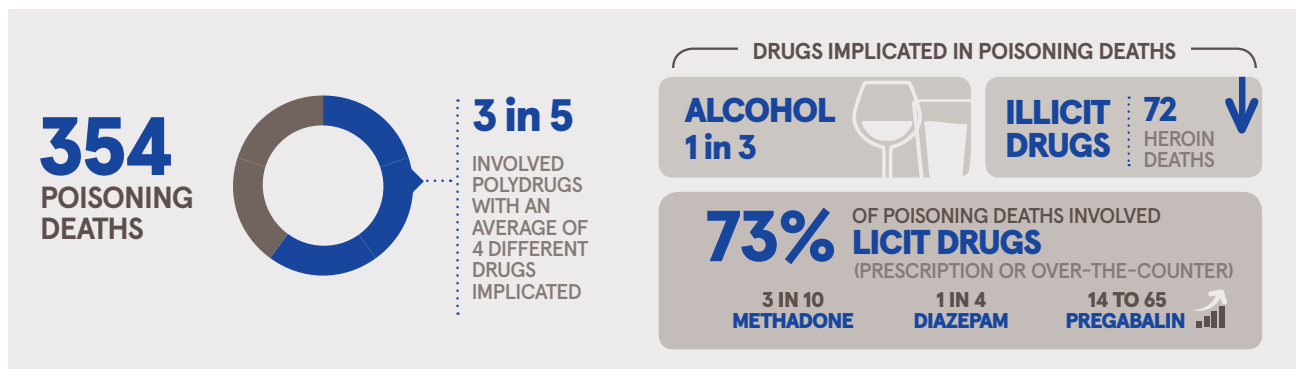 354
POISONING
DEATHS
3 in 5
INVOLVED
POLYDRUGS
WITH AN
AVERAGE OF
4 DIFFERENT
DRUGS
IMPLICATED
DRUGS IMPLICATED IN POISONING DEATHS
ALCOHOL
1 in 3
ILLICIT
DRUGS
72
HEROIN
DEATHS
73%
OF POISONING DEATHS INVOLVED
LICIT DRUGS
(PRESCRIPTION OR OVER-THE-COUNTER)
3 IN 10
METHADONE
1 IN 4
DIAZEPAM
14 TO 65
PREGABALIN